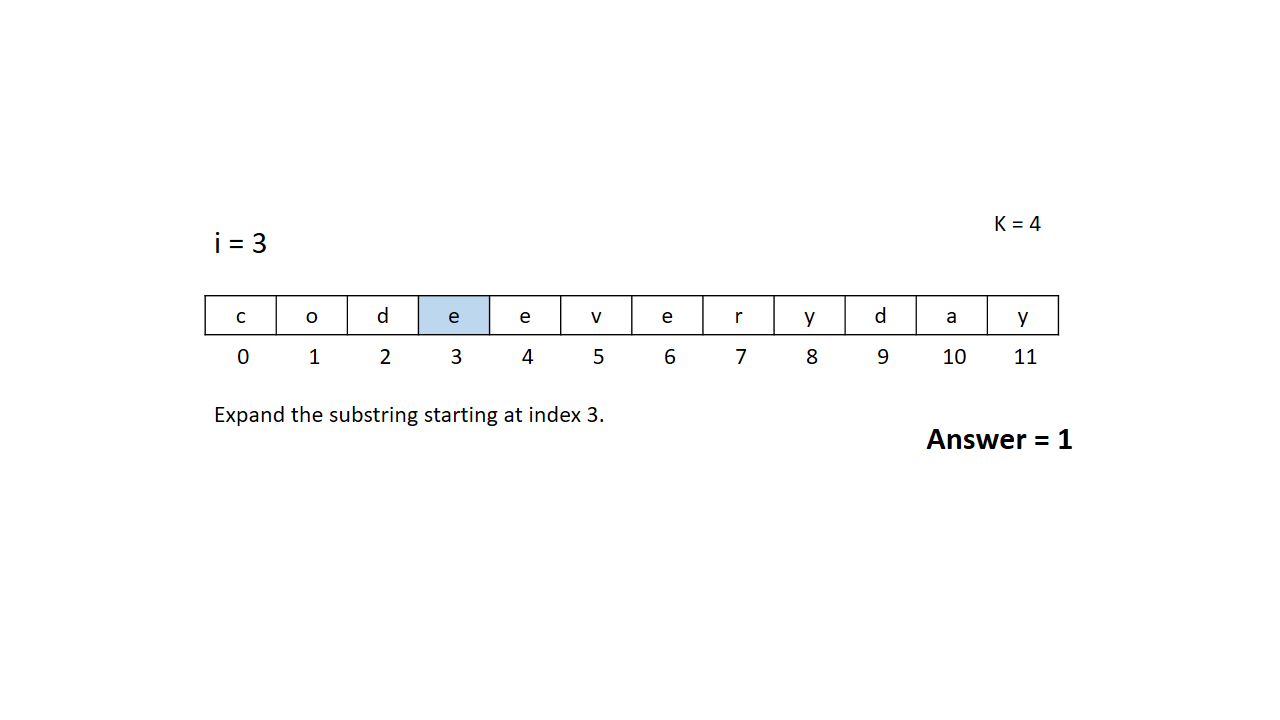 K = 4
i = 3
c o d e e v e r y d a y
0 1 2 3 4 5 6 7 8 9 10 11
Expand the substring starting at index 3.
Answer = 1